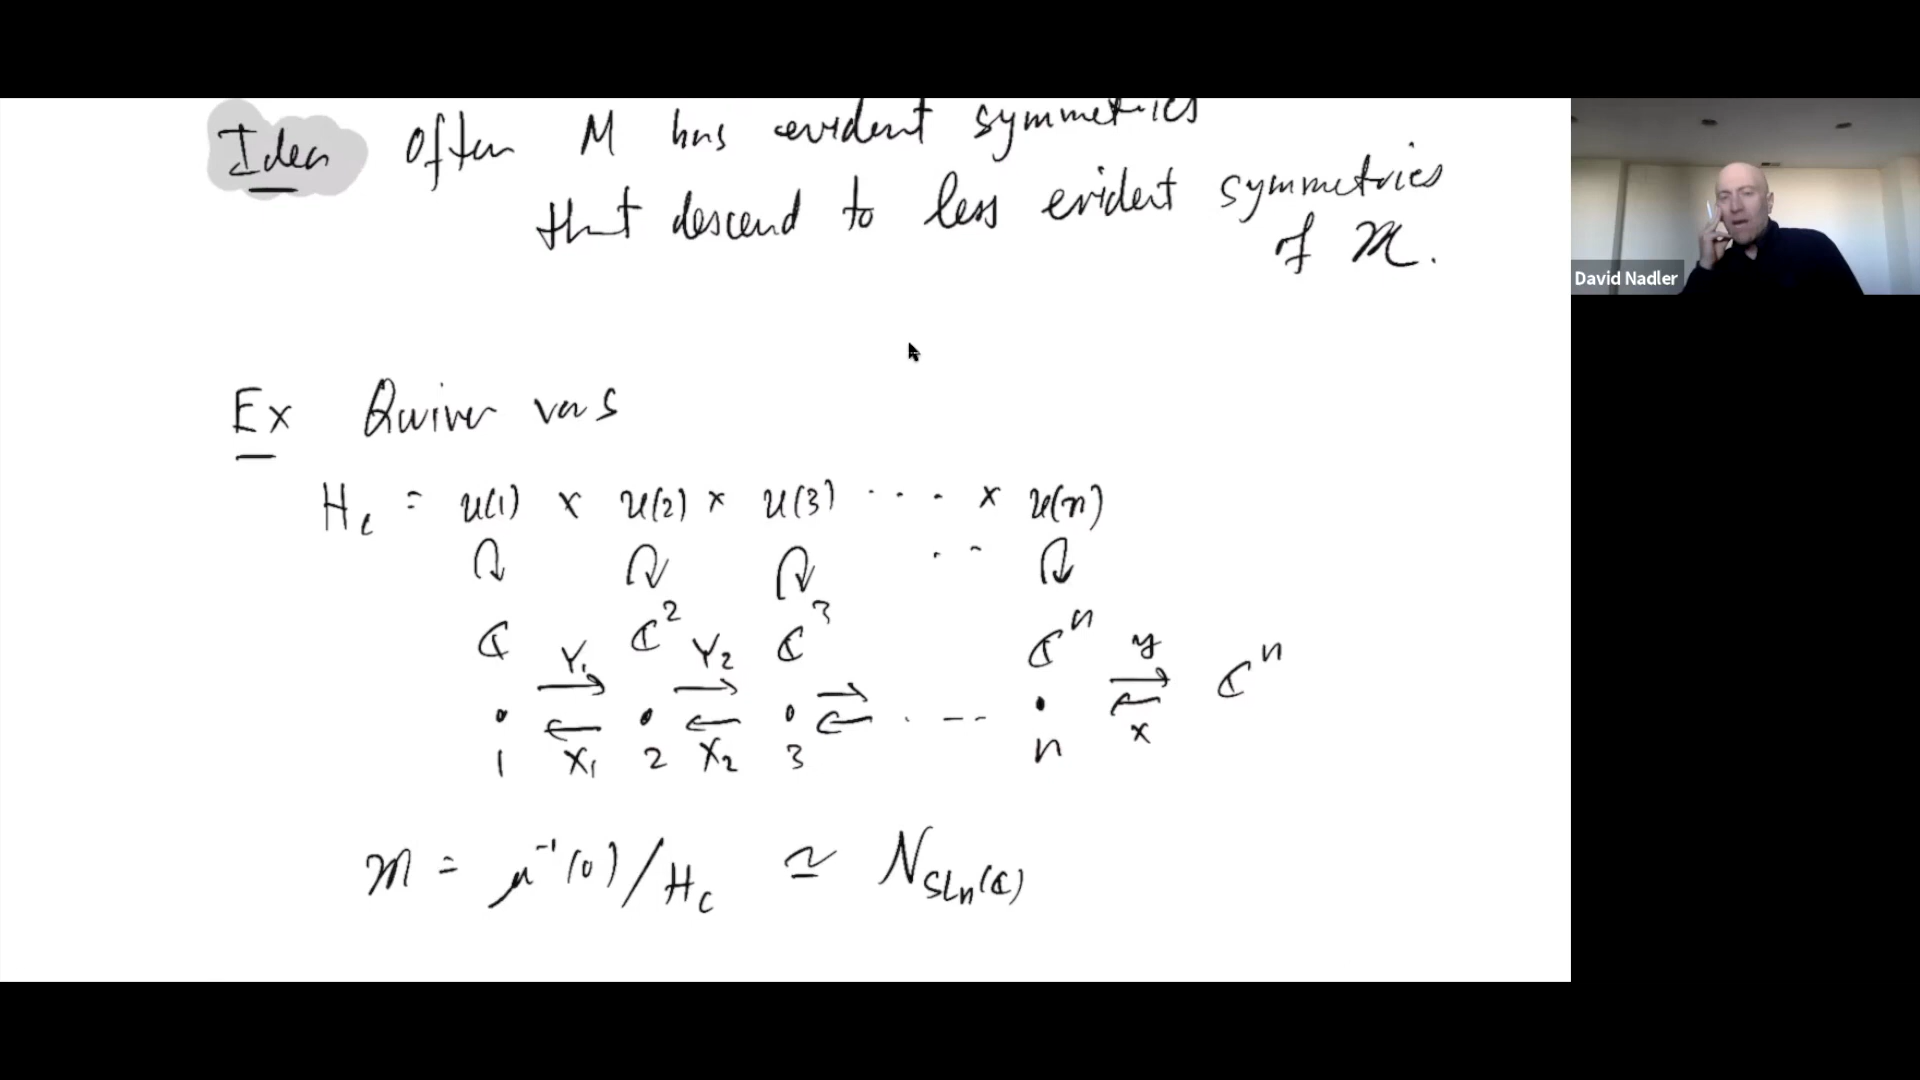 Idea Often M has evident symmetries
that descend to less evident symmetries
of 𝓜.
David Nadler
Ex Quiver vars
H_c = U(1) × U(2) × U(3) . . . . × U(n)
ℂ ℂ² ℂ³ ℂⁿ ℂⁿ
Y₁ Y₂ y
→ → → →
← ← ← . -- ←
X₁ X₂ x
1 2 3 n
𝓜 = μ⁻¹(0)/H_c ≃ N_{SL_n(ℂ)}